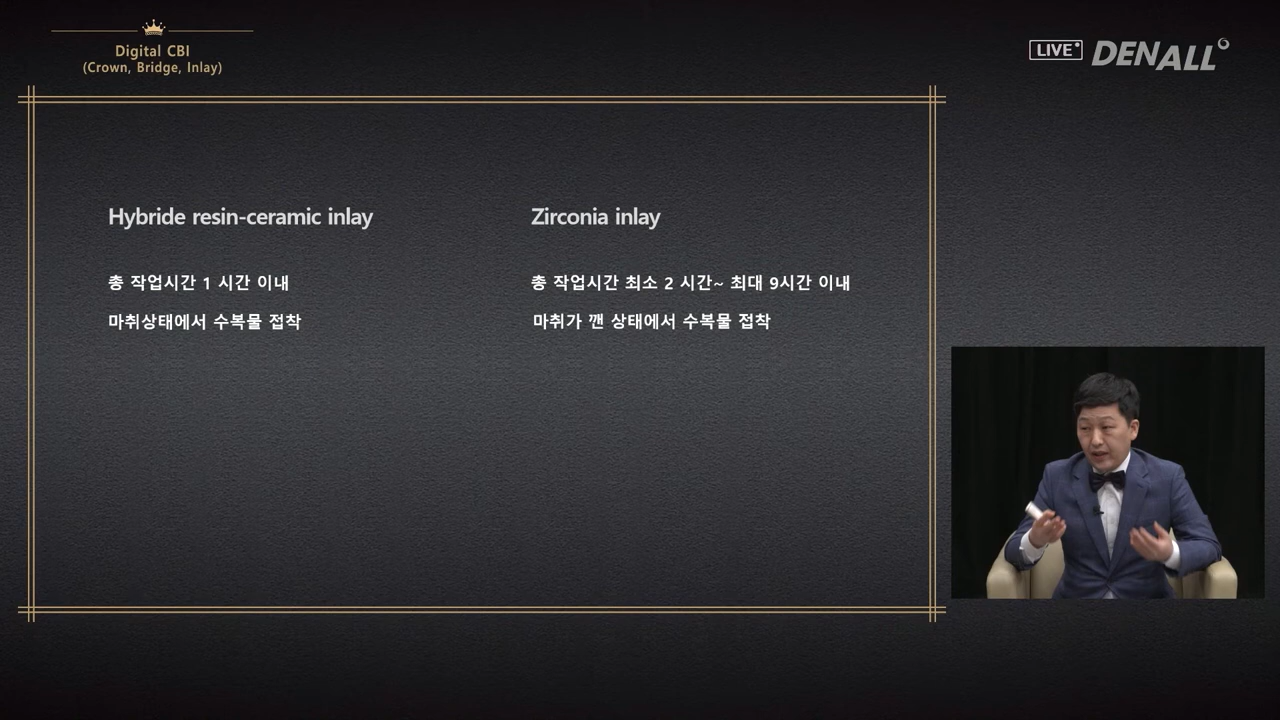 Digital CBI
(Crown, Bridge, Inlay)
LIVE
DENALL
Hybride resin-ceramic inlay
총 작업시간 1 시간 이내
마취상태에서 수복물 접착
Zirconia inlay
총 작업시간 최소 2 시간~ 최대 9시간 이내
마취가 깬 상태에서 수복물 접착